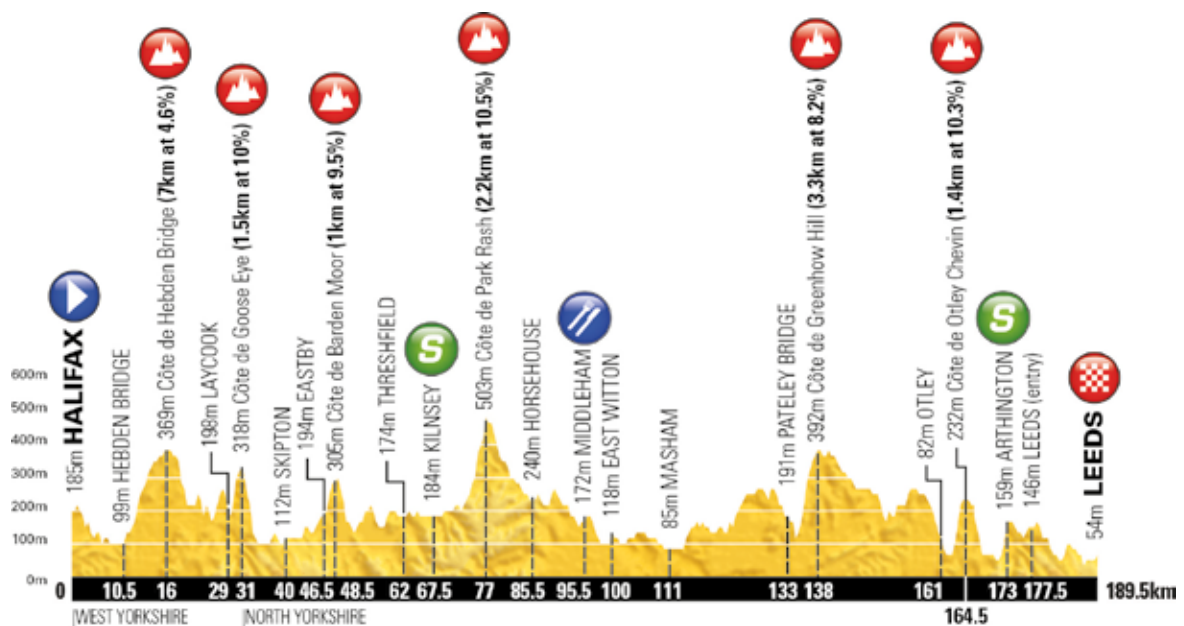 369m Côte de Hebden Bridge (7km at 4.6%)
318m Côte de Goose Eye (1.5km at 10%)
305m Côte de Barden Moor (1km at 9.5%)
503m Côte de Park Rash (2.2km at 10.5%)
392m Côte de Greenhow Hill (3.3km at 8.2%)
232m Côte de Otley Chevin (1.4km at 10.3%)
185m HALIFAX
99m HEBDEN BRIDGE
198m LAYCOOK
112m SKIPTON
194m EASTBY
174m THRESHFIELD
S
184m KILNSEY
240m HORSEHOUSE
172m MIDDLEHAM
118m EAST WITTON
85m MASHAM
191m PATELEY BRIDGE
82m OTLEY
S
159m ARTHINGTON
146m LEEDS (entry)
54m LEEDS
600m
500m
400m
300m
200m
100m
0m
0 10.5 16 29 31 40 46.5 48.5 62 67.5 77 85.5 95.5 100 111 133 138 161 173 177.5 189.5km
164.5
|WEST YORKSHIRE |NORTH YORKSHIRE